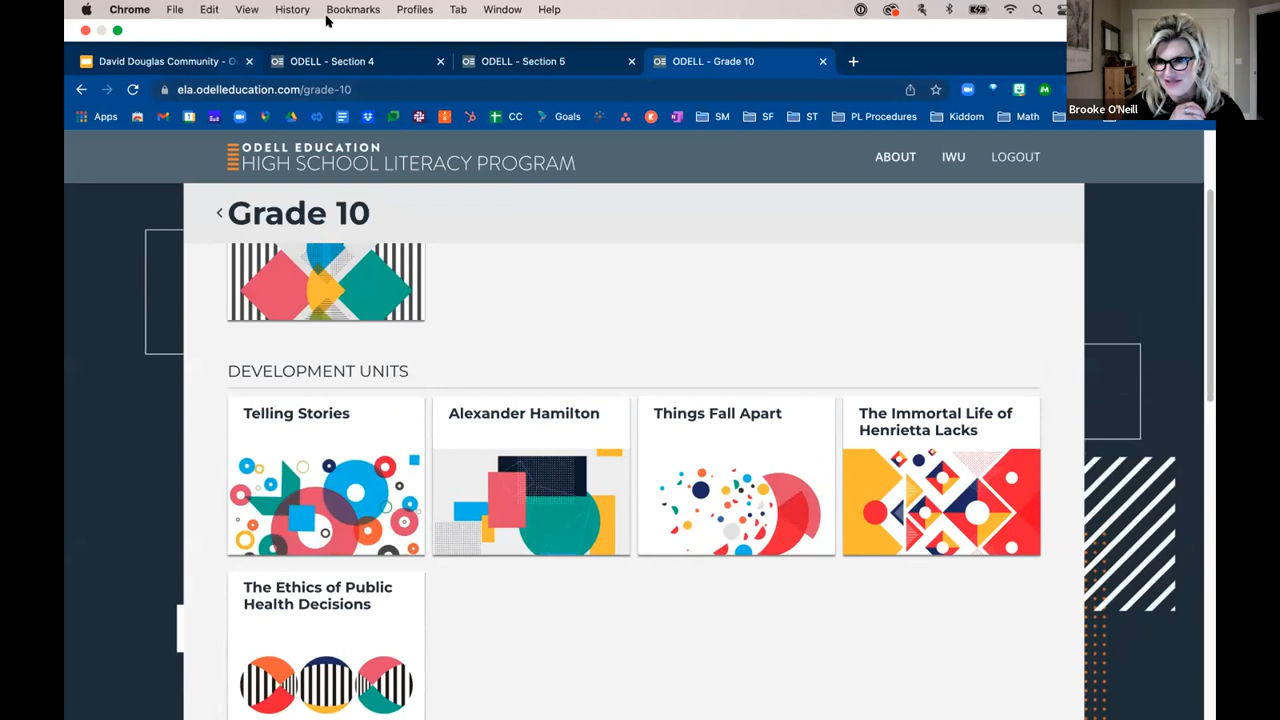 Chrome File Edit View History Bookmarks Profiles Tab Window Help
David Douglas Community - O
ODELL - Section 4
ODELL - Section 5
ODELL - Grade 10
ela.odelleducation.com/grade-10
Apps
CC
Goals
SM
SF
ST
PL Procedures
Kiddom
Math
Brooke O'Neill
ODELL EDUCATION
HIGH SCHOOL LITERACY PROGRAM
ABOUT IWU LOGOUT
Grade 10
DEVELOPMENT UNITS
Telling Stories
Alexander Hamilton
Things Fall Apart
The Immortal Life of
Henrietta Lacks
The Ethics of Public
Health Decisions